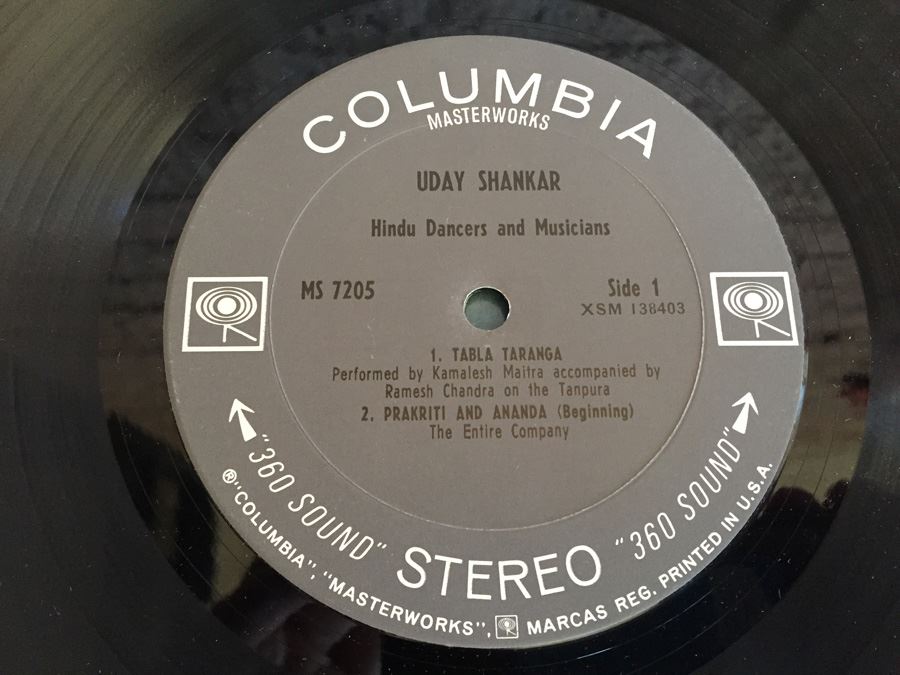 COLUMBIA
MASTERWORKS
UDAY SHANKAR
Hindu Dancers and Musicians
MS 7205
Side 1
XSM 138403
1. TABLA TARANGA
Performed by Kamalesh Maitra accompanied by
Ramesh Chandra on the Tanpura
2. PRAKRITI AND ANANDA (Beginning)
The Entire Company
"360 SOUND" STEREO "360 SOUND"
®"COLUMBIA", "MASTERWORKS", MARCAS REG. PRINTED IN U.S.A.